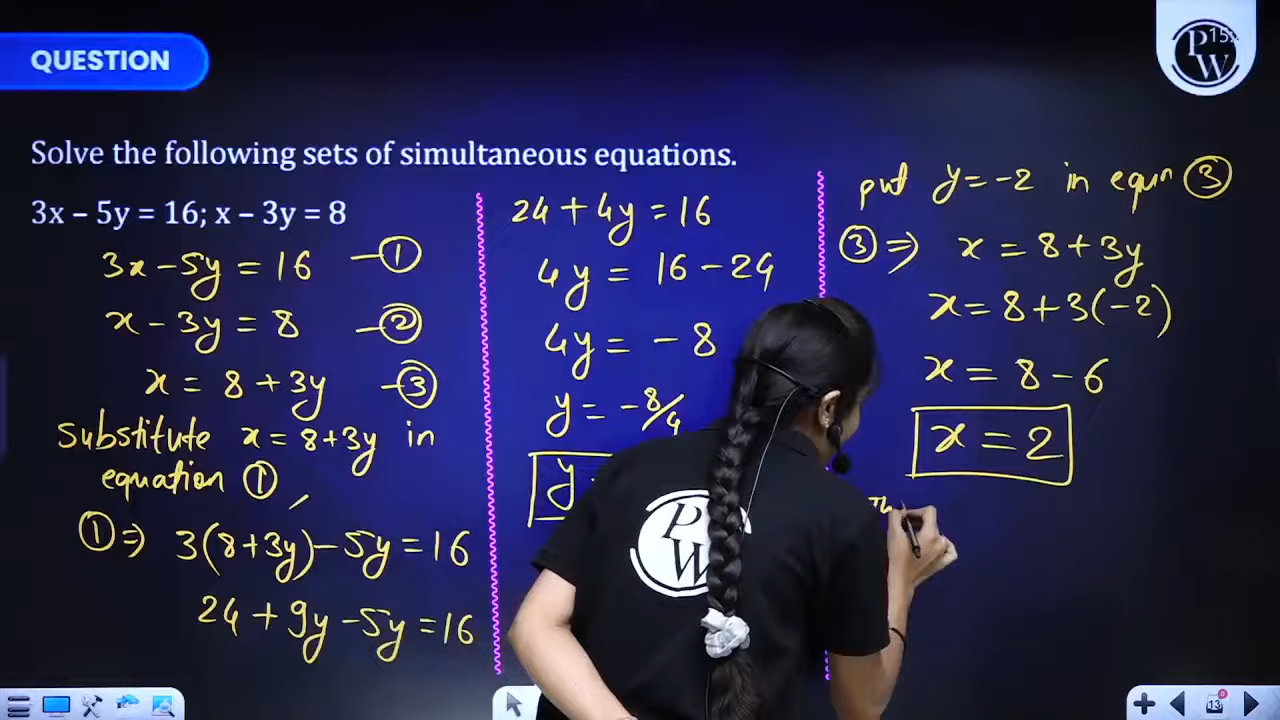 QUESTION
P 15
W
Solve the following sets of simultaneous equations.
3x – 5y = 16; x – 3y = 8
3x - 5y = 16 - ①
x - 3y = 8 - ②
x = 8 + 3y - ③
Substitute x = 8+3y in
equation ①
① ⇒ 3(8+3y) - 5y = 16
24 + 9y - 5y = 16
24 + 4y = 16
4y = 16 - 24
4y = - 8
y = -8/4
y
put y = -2 in equn ③
③ ⇒ x = 8 + 3y
x = 8 + 3(-2)
x = 8 - 6
x = 2
P
W
13